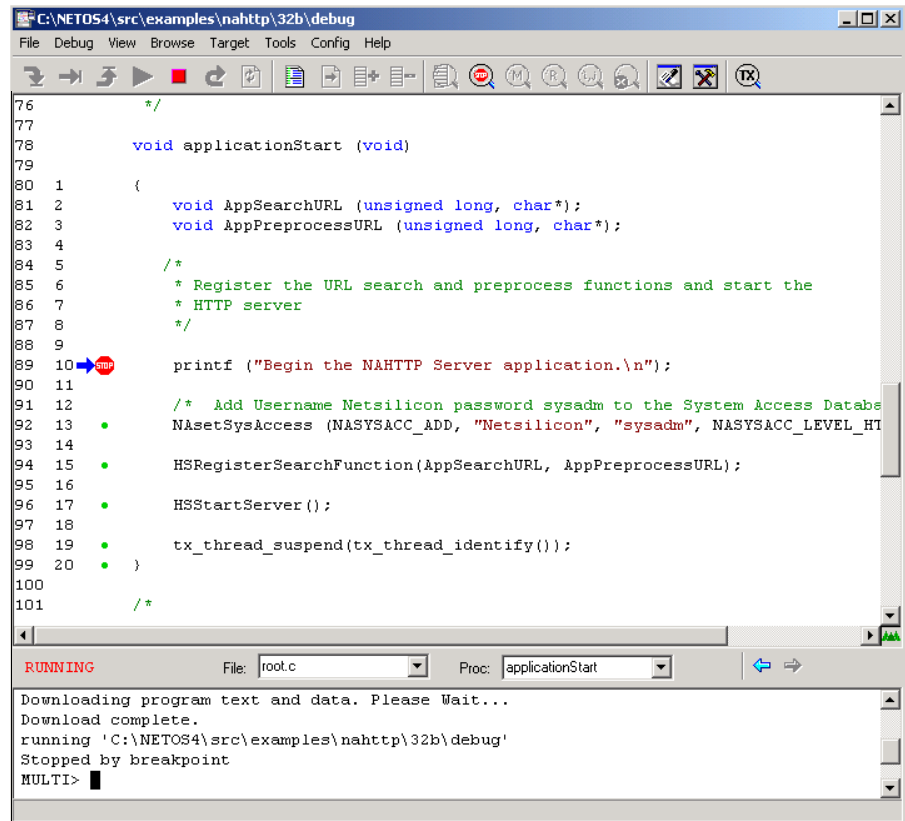 C:\NETOS4\src\examples\nahttp\32b\debug
File Debug View Browse Target Tools Config Help
STOP M R TX
76 */
77
78 void applicationStart (void)
79
80 1 {
81 2 void AppSearchURL (unsigned long, char*);
82 3 void AppPreprocessURL (unsigned long, char*);
83 4
84 5 /*
85 6 * Register the URL search and preprocess functions and start the
86 7 * HTTP server
87 8 */
88 9
89 10 STOP printf ("Begin the NAHTTP Server application.\n");
90 11
91 12 /* Add Username Netsilicon password sysadm to the System Access Databa
92 13 NAsetSysAccess (NASYSACC_ADD, "Netsilicon", "sysadm", NASYSACC_LEVEL_HT
93 14
94 15 HSRegisterSearchFunction(AppSearchURL, AppPreprocessURL);
95 16
96 17 HSStartServer();
97 18
98 19 tx_thread_suspend(tx_thread_identify());
99 20 }
100
101 /*
RUNNING File: root.c Proc: applicationStart
Downloading program text and data. Please Wait...
Download complete.
running 'C:\NETOS4\src\examples\nahttp\32b\debug'
Stopped by breakpoint
MULTI>